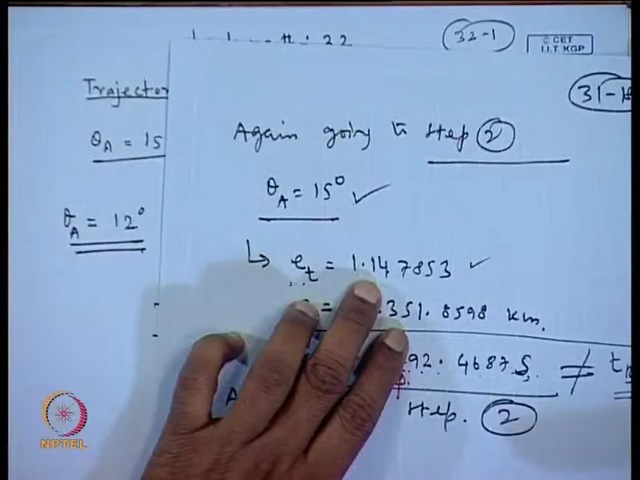 32-1
© CET
I.I.T. KGP
31-
Trajector
θA = 15
θA = 12°
Again going to step 2
θA = 15°
↳ et = 1.147853 ✓
351.8598 km.
92.4687 S. ≠ t
step. 2
NPTEL